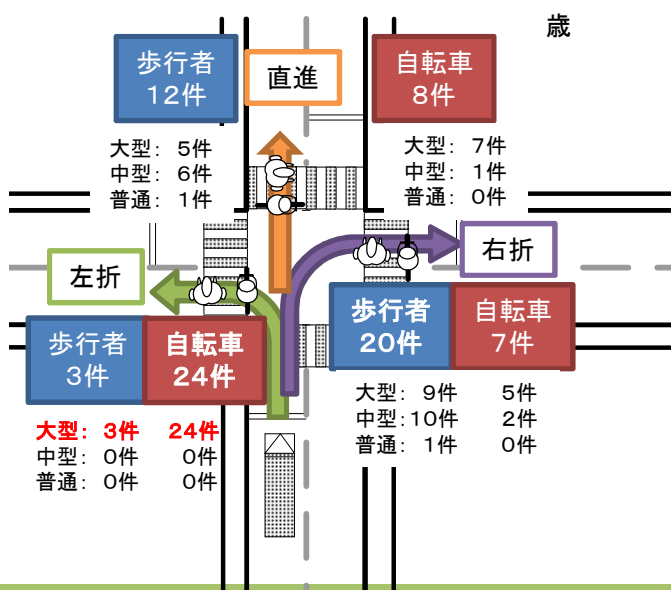 歳
歩行者
12件
直進
自転車
8件
大型: 5件
中型: 6件
普通: 1件
大型: 7件
中型: 1件
普通: 0件
左折
右折
歩行者
3件
自転車
24件
歩行者
20件
自転車
7件
大型: 3件 24件
中型: 0件 0件
普通: 0件 0件
大型: 9件 5件
中型:10件 2件
普通: 1件 0件